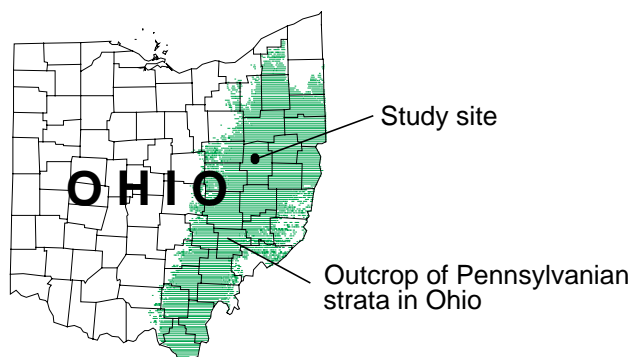 Study site
OHIO
Outcrop of Pennsylvanian
strata in Ohio